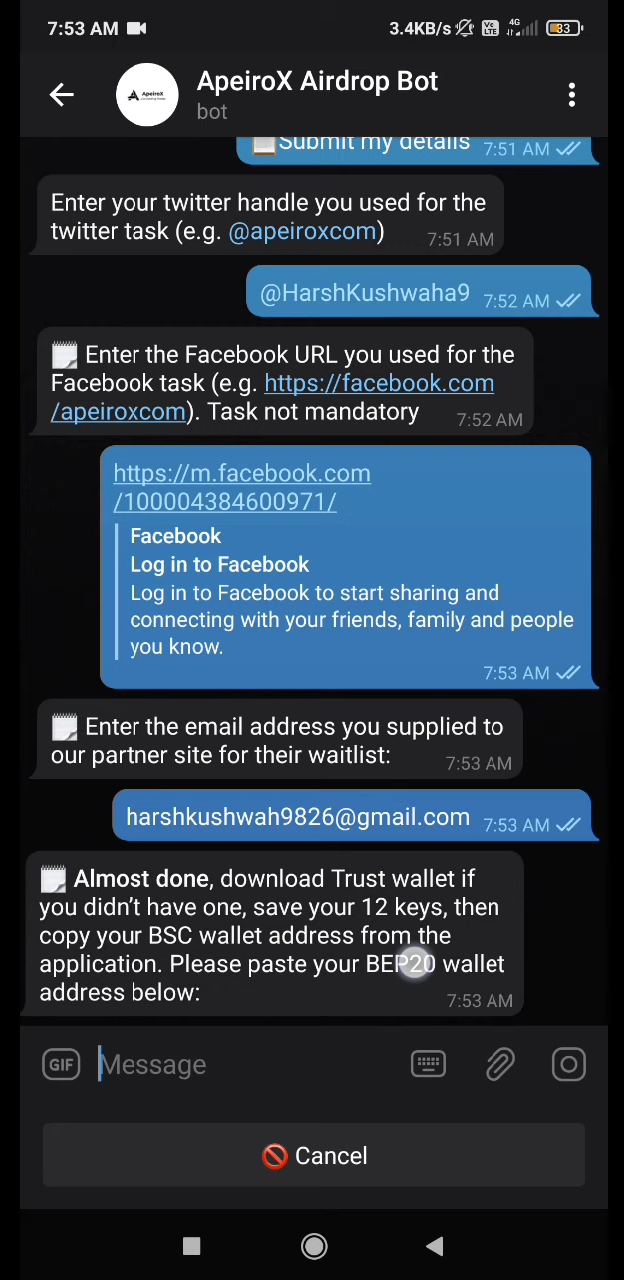 7:53 AM 3.4KB/s Vo LTE 4G 33
ApeiroX Airdrop Bot
bot
Submit my details 7:51 AM
Enter your twitter handle you used for the
twitter task (e.g. @apeiroxcom) 7:51 AM
@HarshKushwaha9 7:52 AM
Enter the Facebook URL you used for the
Facebook task (e.g. https://facebook.com
/apeiroxcom). Task not mandatory 7:52 AM
https://m.facebook.com
/100004384600971/
Facebook
Log in to Facebook
Log in to Facebook to start sharing and
connecting with your friends, family and people
you know.
7:53 AM
Enter the email address you supplied to
our partner site for their waitlist: 7:53 AM
harshkushwah9826@gmail.com 7:53 AM
Almost done, download Trust wallet if
you didn't have one, save your 12 keys, then
copy your BSC wallet address from the
application. Please paste your BEP20 wallet
address below: 7:53 AM
GIF Message
Cancel